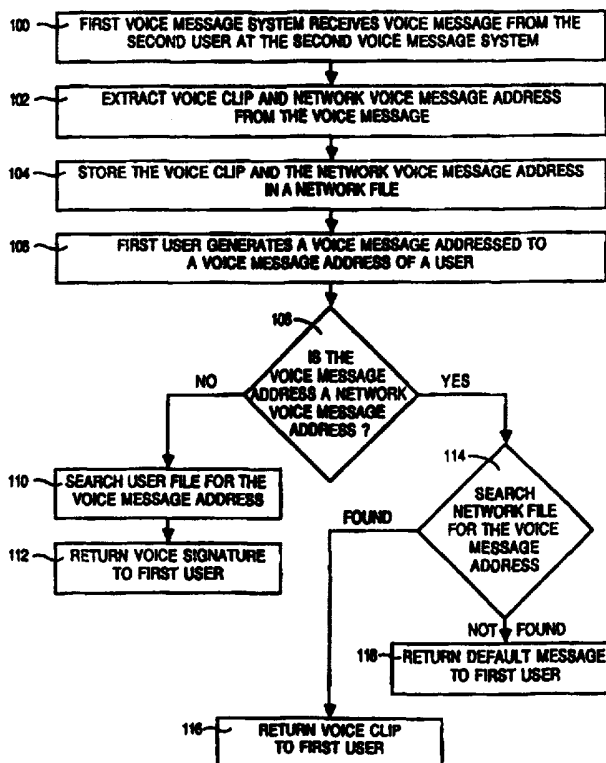 100
FIRST VOICE MESSAGE SYSTEM RECEIVES VOICE MESSAGE FROM THE
SECOND USER AT THE SECOND VOICE MESSAGE SYSTEM
102
EXTRACT VOICE CLIP AND NETWORK VOICE MESSAGE ADDRESS
FROM THE VOICE MESSAGE
104
STORE THE VOICE CLIP AND THE NETWORK VOICE MESSAGE ADDRESS
IN A NETWORK FILE
106
FIRST USER GENERATES A VOICE MESSAGE ADDRESSED TO
A VOICE MESSAGE ADDRESS OF A USER
108
IS THE
VOICE MESSAGE
ADDRESS A NETWORK
VOICE MESSAGE
ADDRESS ?
NO
YES
110
SEARCH USER FILE FOR THE
VOICE MESSAGE ADDRESS
112
RETURN VOICE SIGNATURE
TO FIRST USER
114
SEARCH
NETWORK FILE
FOR THE VOICE
MESSAGE
ADDRESS
FOUND
NOT FOUND
118
RETURN DEFAULT MESSAGE
TO FIRST USER
116
RETURN VOICE CLIP
TO FIRST USER